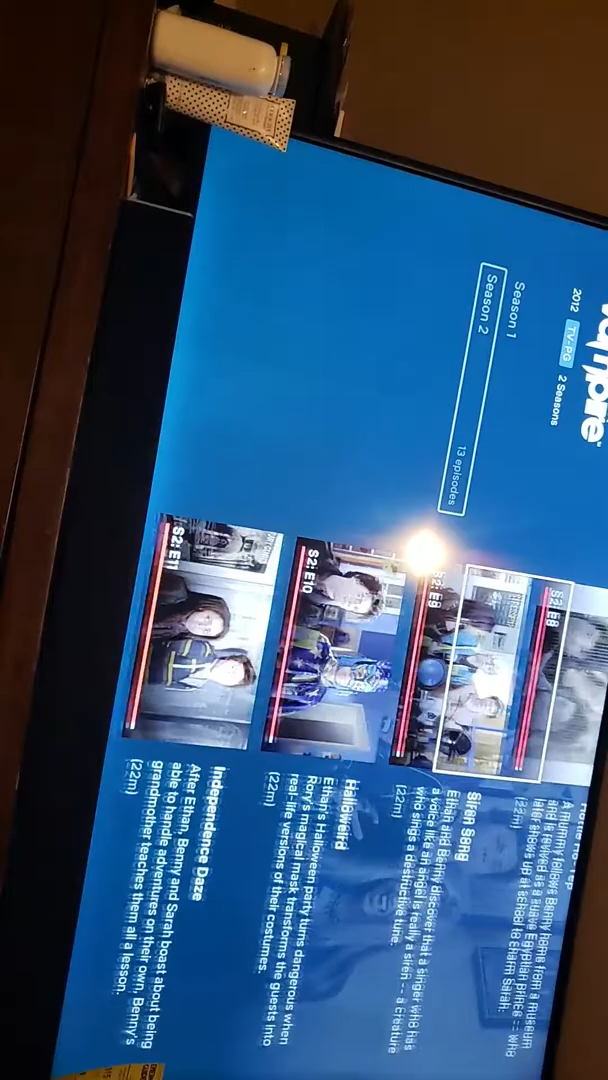 vampire
2012 TV-PG 2 Seasons
Season 1
Season 2 13 episodes
S2: E8
A mummy follows Benny home from a museum
and is revived as a suave Egyptian prince -- who
later shows up at school to charm Sarah.
(22m)
S2: E9
Siren Song
Ethan and Benny discover that a singer who has
a voice like an angel is really a siren -- a creature
who sings a destructive tune.
(22m)
S2: E10
Halloweird
Ethan's Halloween party turns dangerous when
Rory's magical mask transforms the guests into
real-life versions of their costumes.
(22m)
S2: E11
Independence Daze
After Ethan, Benny and Sarah boast about being
able to handle adventures on their own, Benny's
grandmother teaches them all a lesson.
(22m)